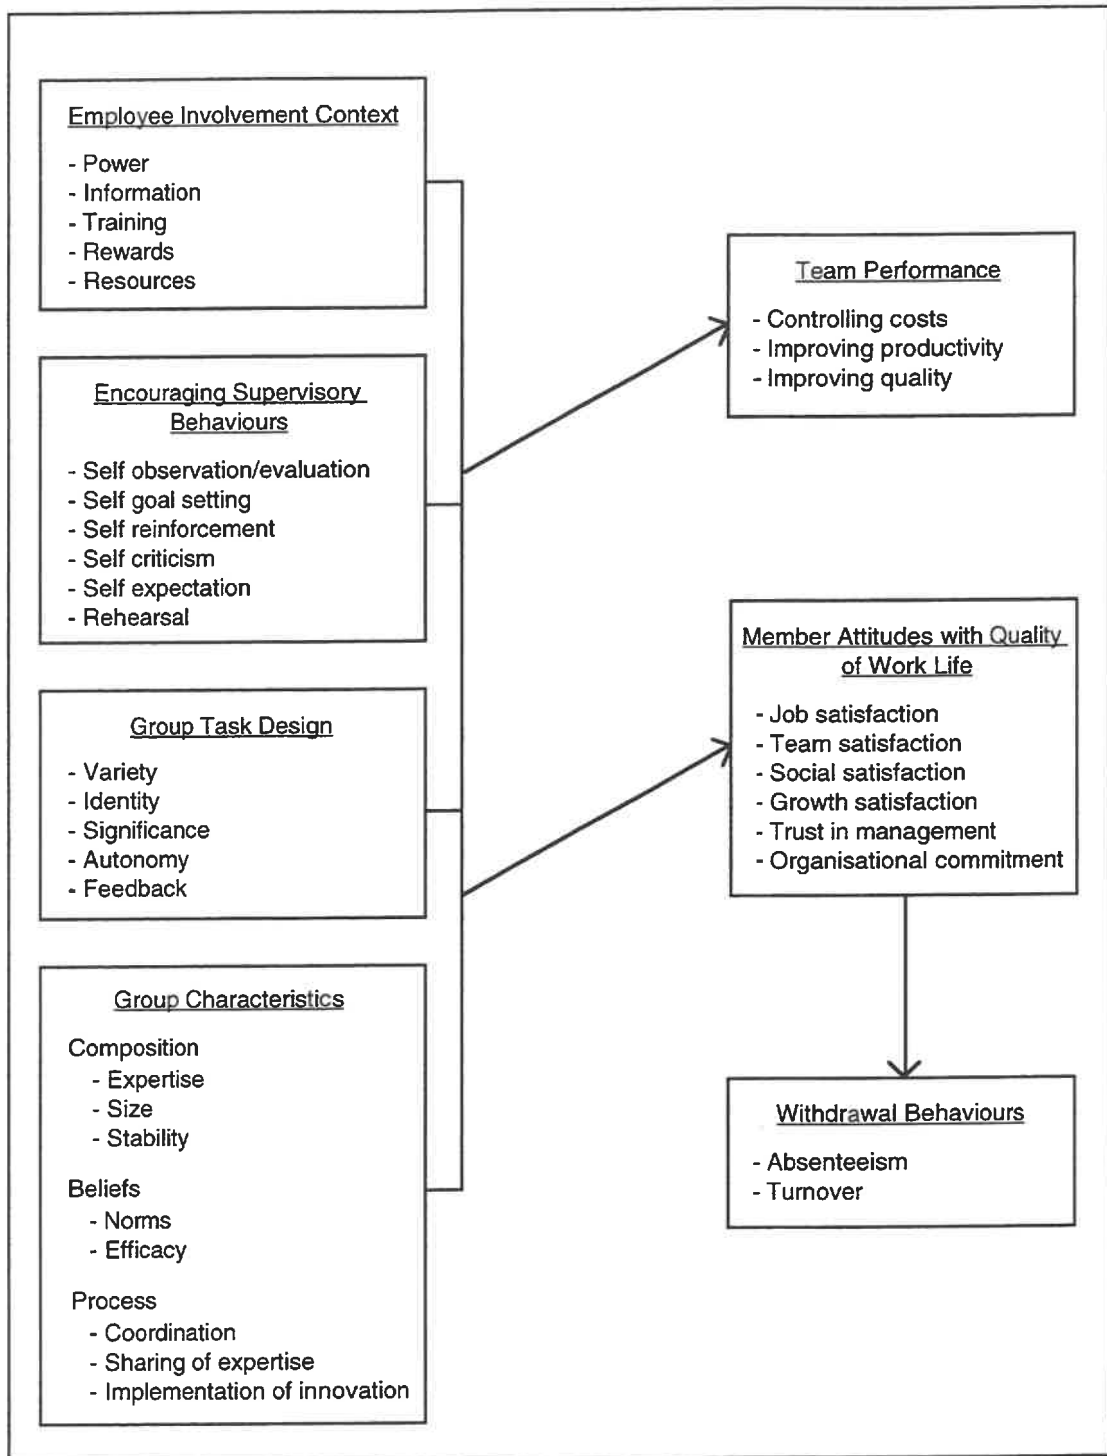 Employee Involvement Context
- Power
- Information
- Training
- Rewards
- Resources
Encouraging Supervisory
Behaviours
- Self observation/evaluation
- Self goal setting
- Self reinforcement
- Self criticism
- Self expectation
- Rehearsal
Group Task Design
- Variety
- Identity
- Significance
- Autonomy
- Feedback
Group Characteristics
Composition
- Expertise
- Size
- Stability
Beliefs
- Norms
- Efficacy
Process
- Coordination
- Sharing of expertise
- Implementation of innovation
Team Performance
- Controlling costs
- Improving productivity
- Improving quality
Member Attitudes with Quality
of Work Life
- Job satisfaction
- Team satisfaction
- Social satisfaction
- Growth satisfaction
- Trust in management
- Organisational commitment
Withdrawal Behaviours
- Absenteeism
- Turnover